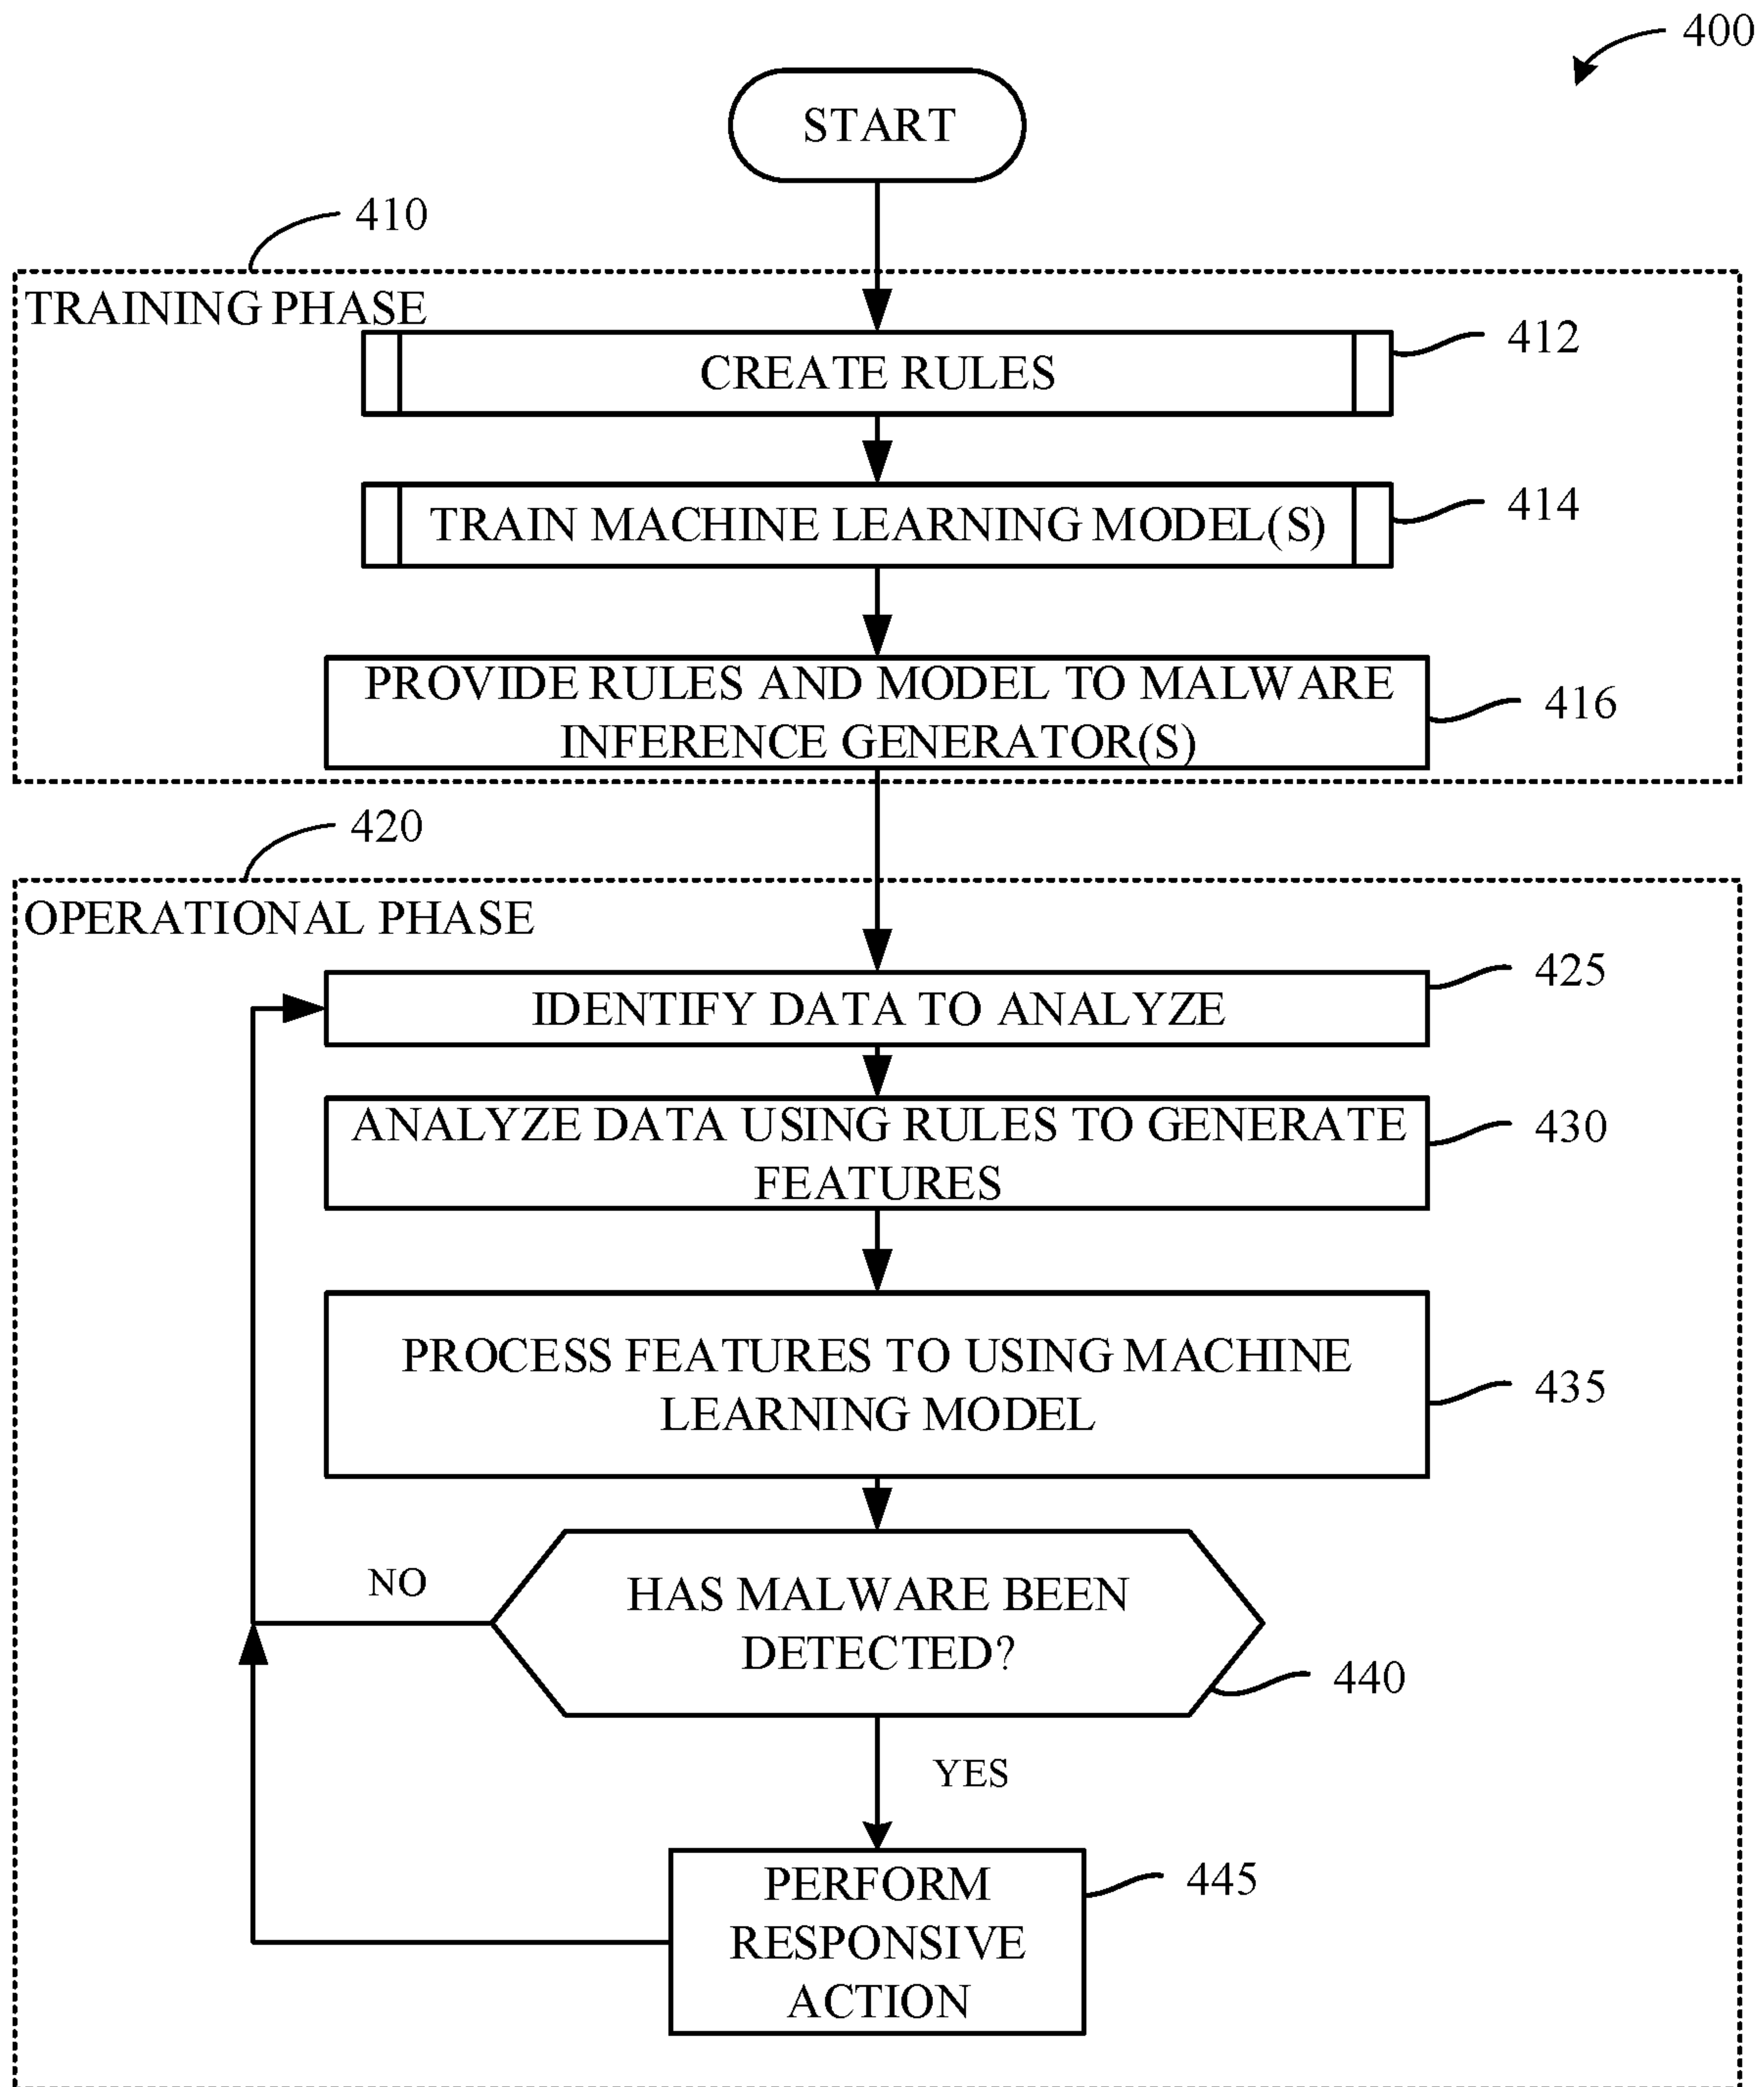 400
START
410
TRAINING PHASE
CREATE RULES
412
TRAIN MACHINE LEARNING MODEL(S)
414
PROVIDE RULES AND MODEL TO MALWARE
INFERENCE GENERATOR(S)
416
420
OPERATIONAL PHASE
IDENTIFY DATA TO ANALYZE
425
ANALYZE DATA USING RULES TO GENERATE
FEATURES
430
PROCESS FEATURES TO USING MACHINE
LEARNING MODEL
435
NO
HAS MALWARE BEEN
DETECTED?
440
YES
PERFORM
RESPONSIVE
ACTION
445